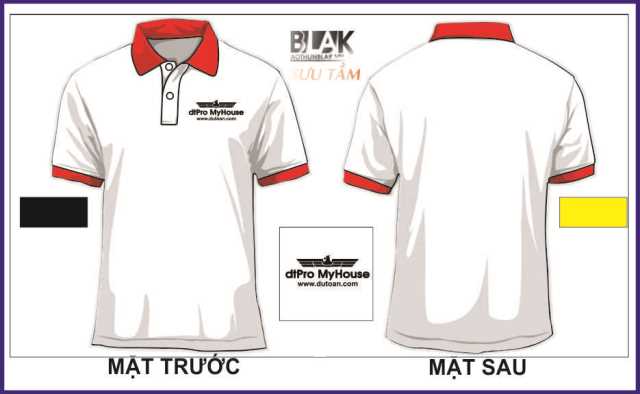 BLAK
AOTHUNBLAK
SƯU TẦM
dtPro MyHouse
www.dutoan.com
dtPro MyHouse
www.dutoan.com
MẶT TRƯỚC
MẶT SAU